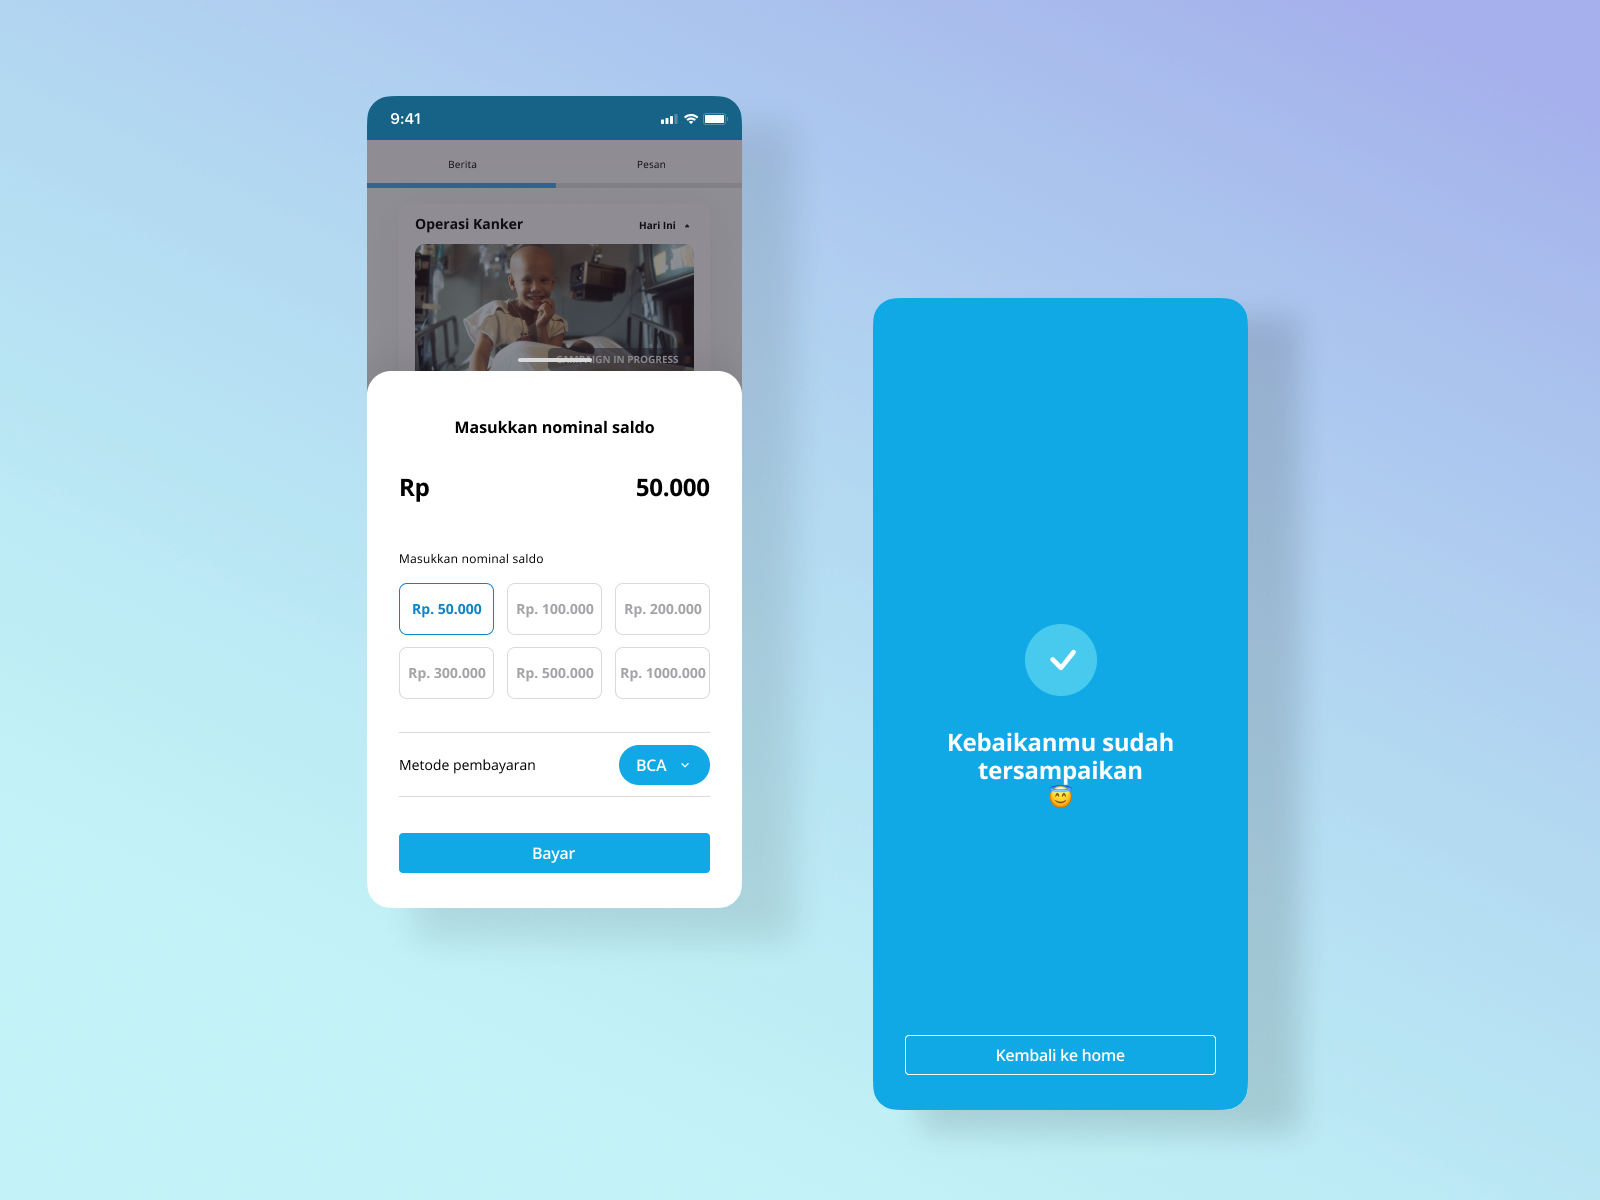 9:41
Berita
Pesan
Operasi Kanker
Hari Ini
CAMPAIGN IN PROGRESS
Masukkan nominal saldo
Rp
50.000
Masukkan nominal saldo
Rp. 50.000
Rp. 100.000
Rp. 200.000
Rp. 300.000
Rp. 500.000
Rp. 1000.000
Metode pembayaran
BCA
Bayar
Kebaikanmu sudah
tersampaikan
😇
Kembali ke home